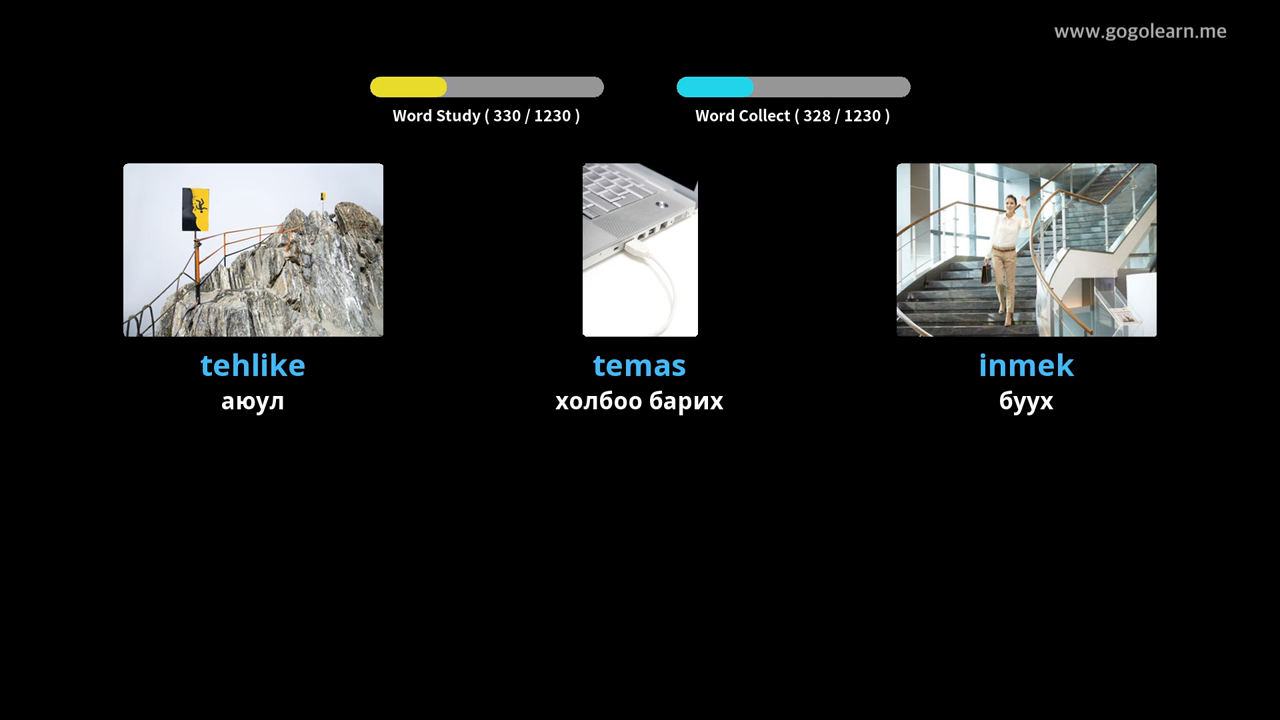 www.gogolearn.me
Word Study ( 330 / 1230 )
Word Collect ( 328 / 1230 )
tehlike
temas
inmek
аюул
холбоо барих
буух